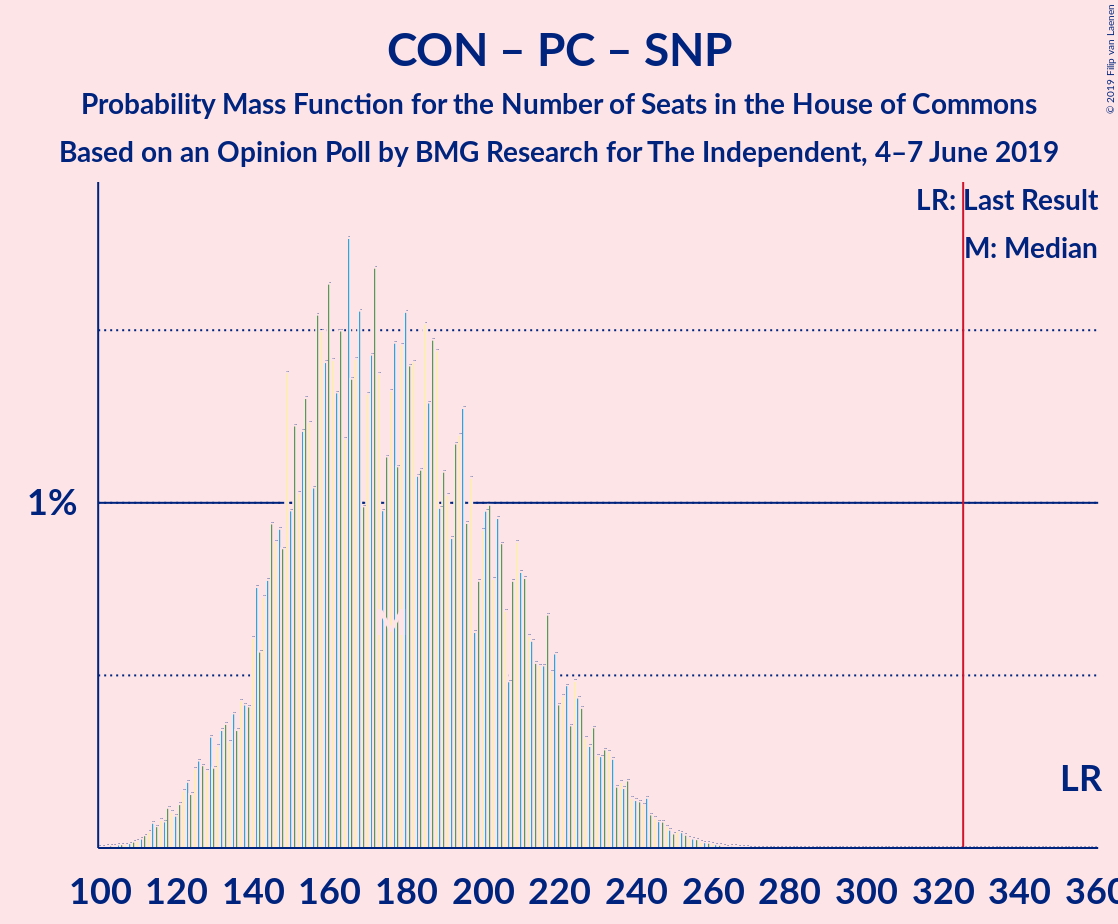 CON – PC – SNP
Probability Mass Function for the Number of Seats in the House of Commons
Based on an Opinion Poll by BMG Research for The Independent, 4–7 June 2019
© 2019 Filip van Laenen
LR: Last Result
M: Median
1%
LR
100 120 140 160 180 200 220 240 260 280 300 320 340 360